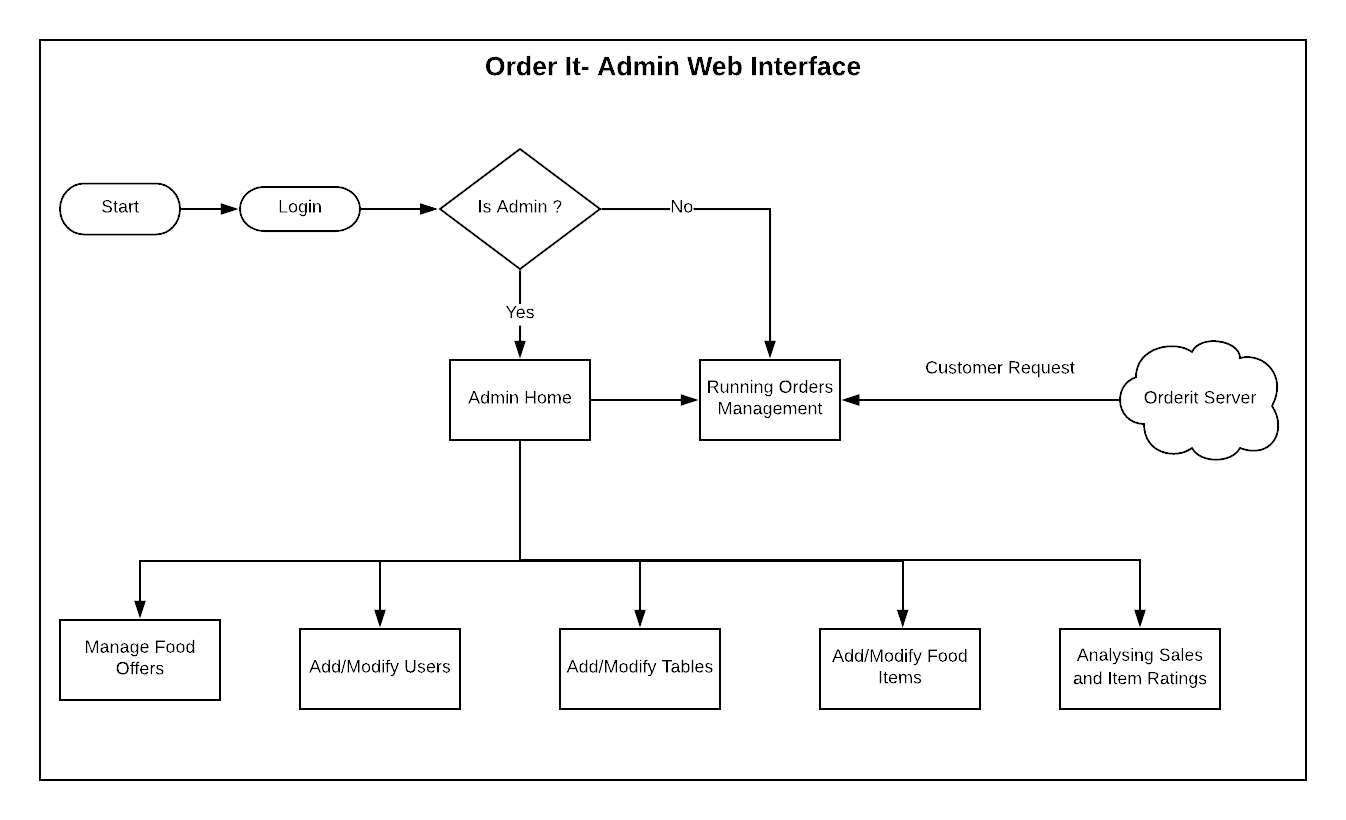 Order It- Admin Web Interface
Start
Login
Is Admin ?
No
Yes
Admin Home
Running Orders
Management
Customer Request
Orderit Server
Manage Food
Offers
Add/Modify Users
Add/Modify Tables
Add/Modify Food
Items
Analysing Sales
and Item Ratings